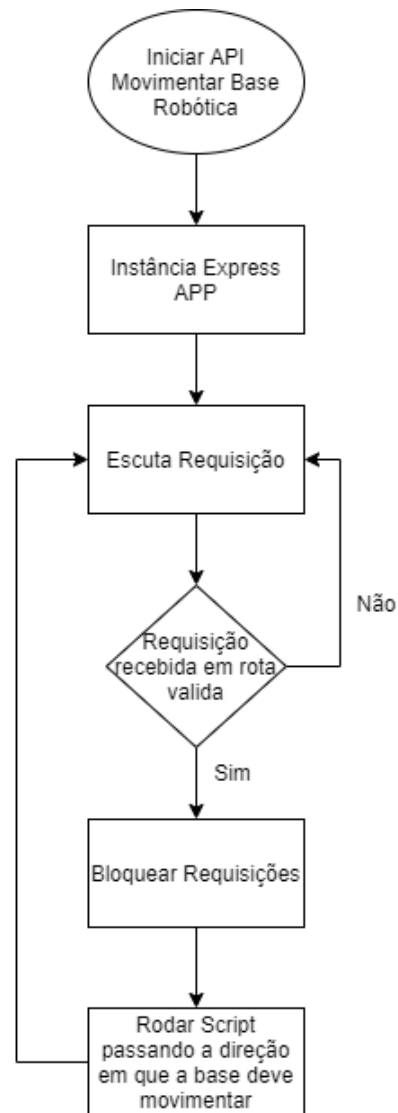 Iniciar API
Movimentar Base
Robótica
Instância Express
APP
Escuta Requisição
Não
Requisição
recebida em rota
valida
Sim
Bloquear Requisições
Rodar Script
passando a direção
em que a base deve
movimentar